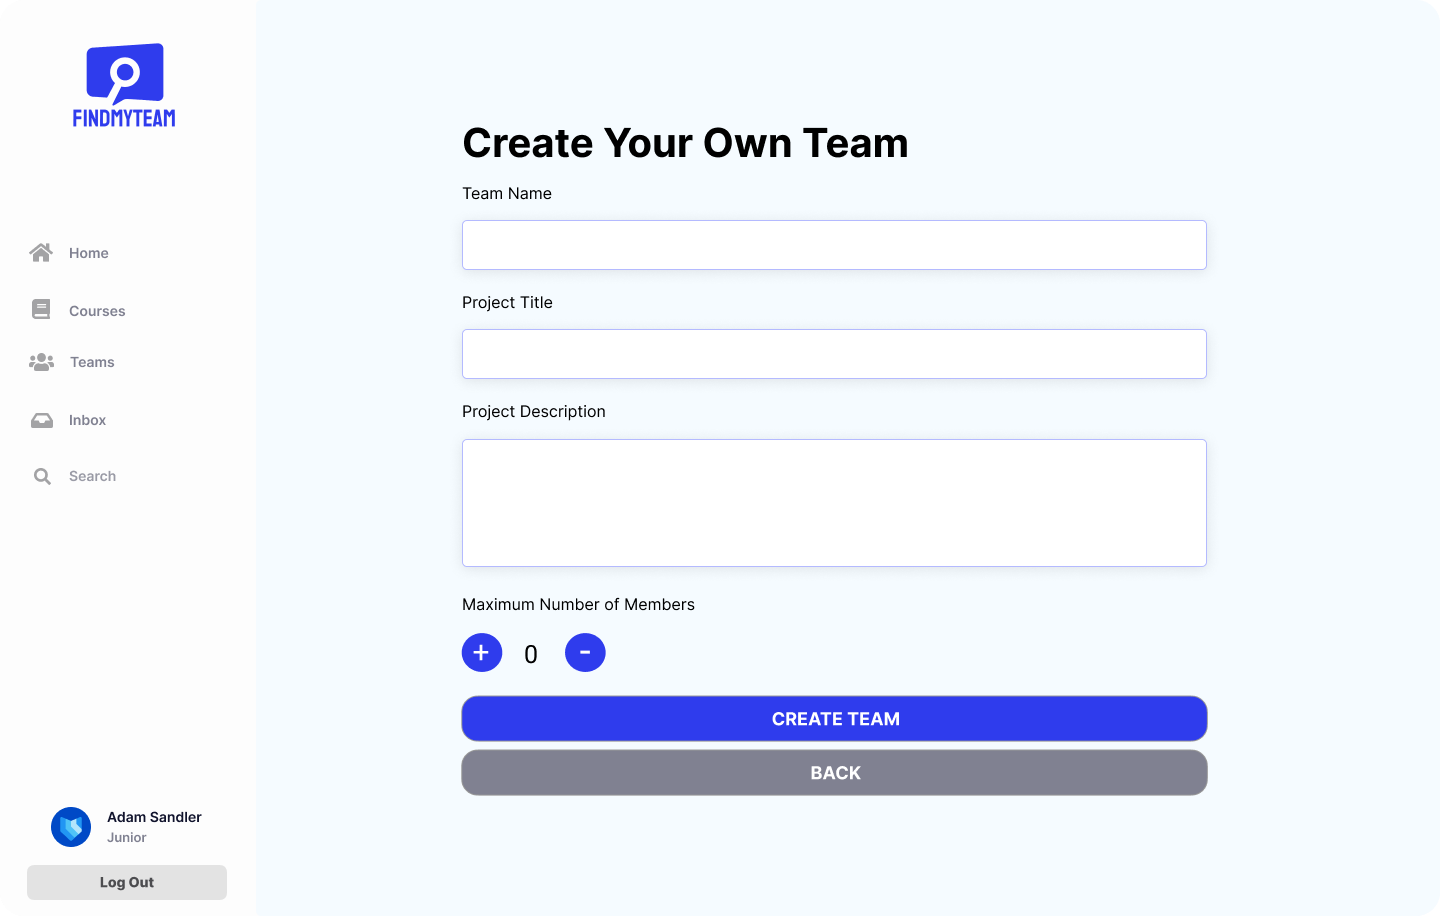 FINDMYTEAM
Home
Courses
Teams
Inbox
Search
Adam Sandler
Junior
Log Out
Create Your Own Team
Team Name
Project Title
Project Description
Maximum Number of Members
+ 0 -
CREATE TEAM
BACK